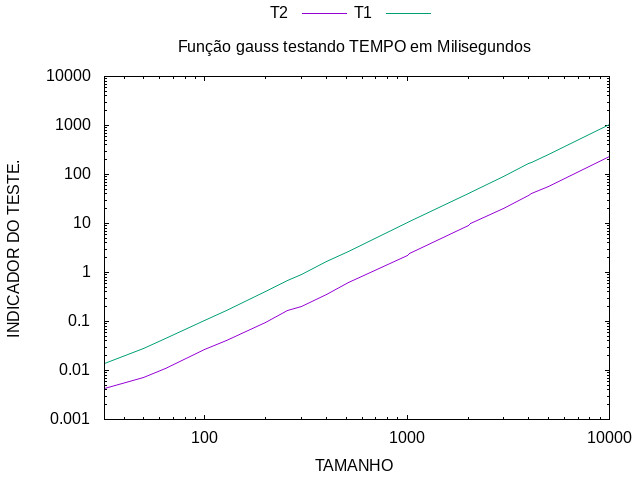 T2 T1
Função gauss testando TEMPO em Milisegundos
10000
1000
100
10
1
0.1
0.01
0.001
INDICADOR DO TESTE.
100 1000 10000
TAMANHO